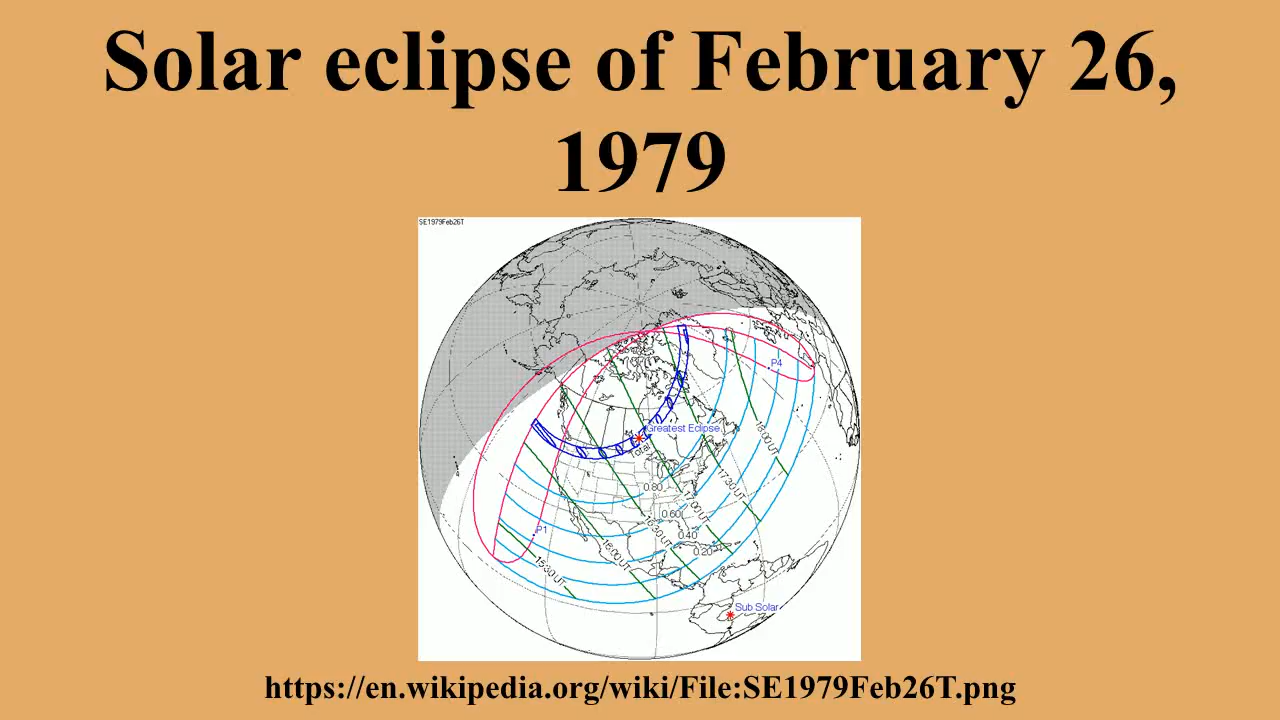 Solar eclipse of February 26,
1979
SE1979Feb26T
P4
Greatest Eclipse
Total
18:00 UT
17:30 UT
0.80
17:00 UT
0.60
16:30 UT
0.40
P1
0.20
16:00 UT
15:30 UT
Sub Solar
https://en.wikipedia.org/wiki/File:SE1979Feb26T.png